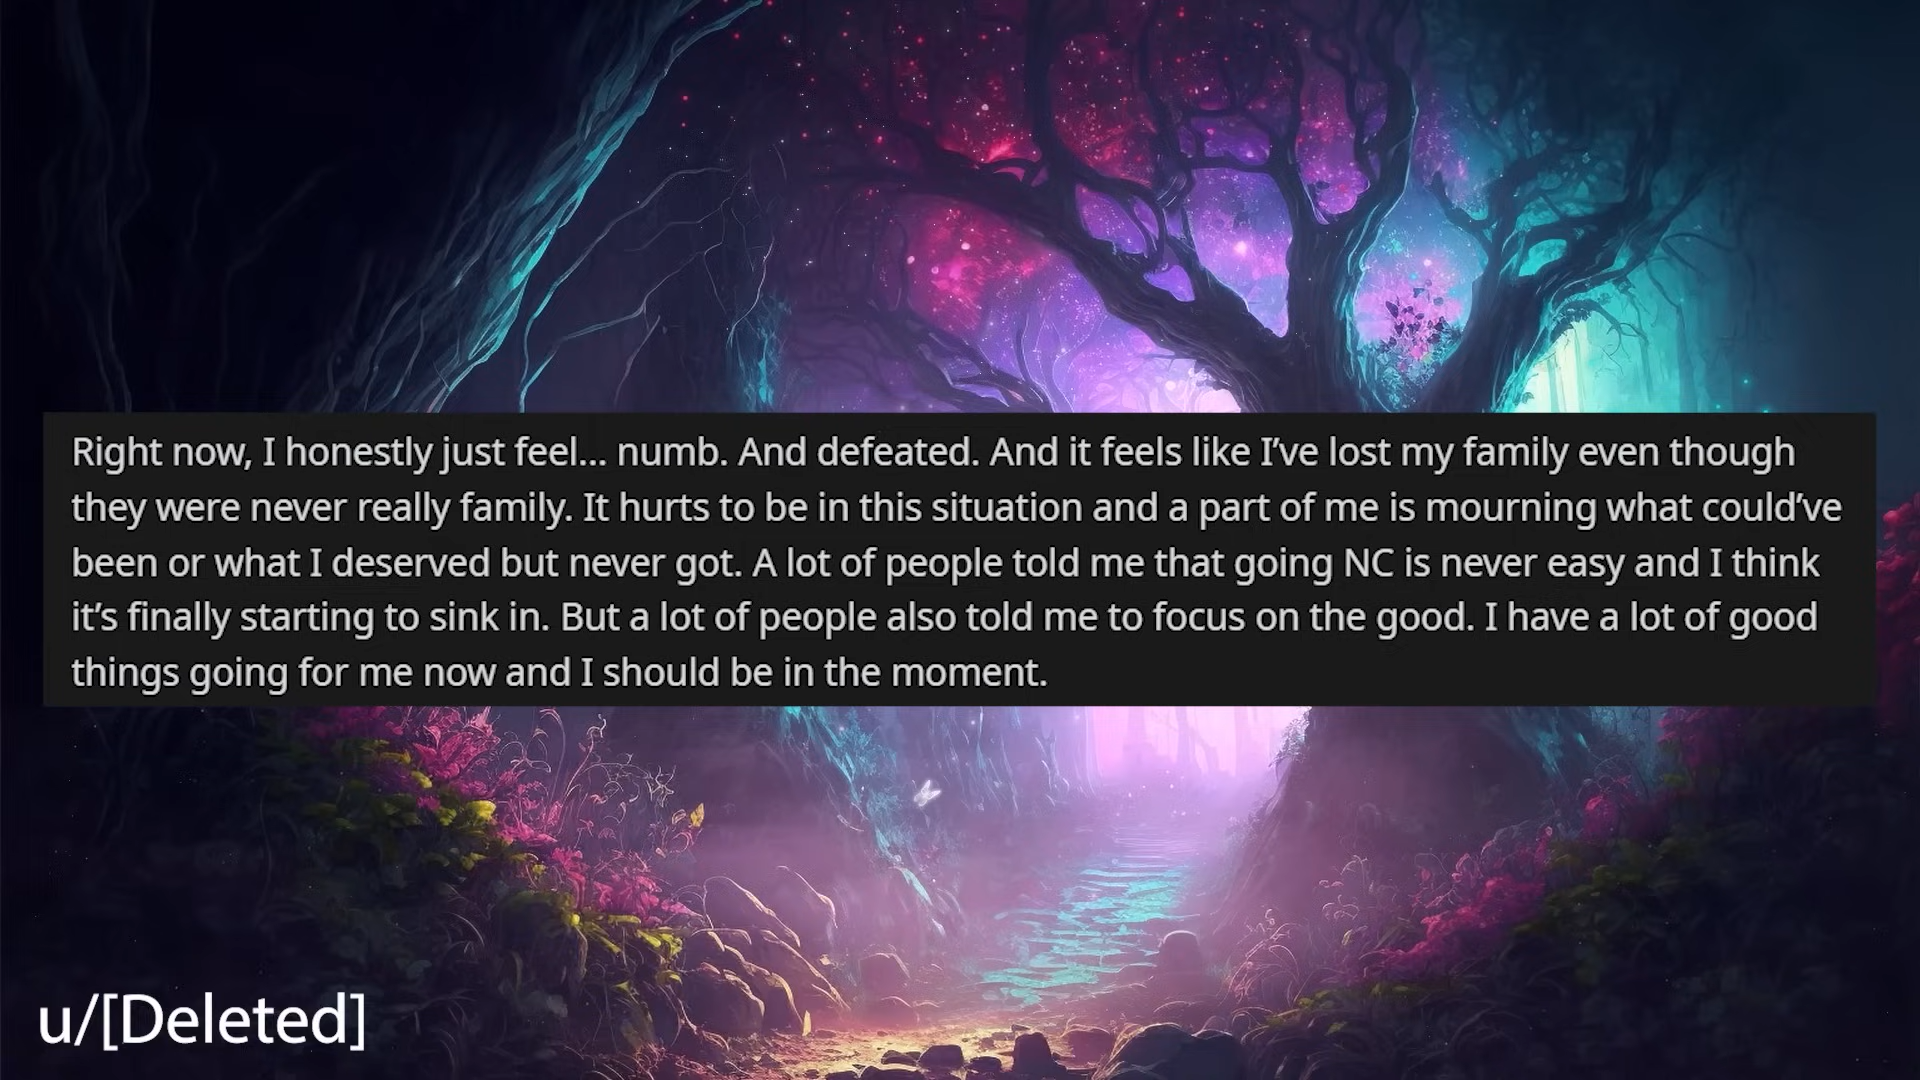 Right now, I honestly just feel... numb. And defeated. And it feels like I’ve lost my family even though
they were never really family. It hurts to be in this situation and a part of me is mourning what could’ve
been or what I deserved but never got. A lot of people told me that going NC is never easy and I think
it’s finally starting to sink in. But a lot of people also told me to focus on the good. I have a lot of good
things going for me now and I should be in the moment.
u/[Deleted]